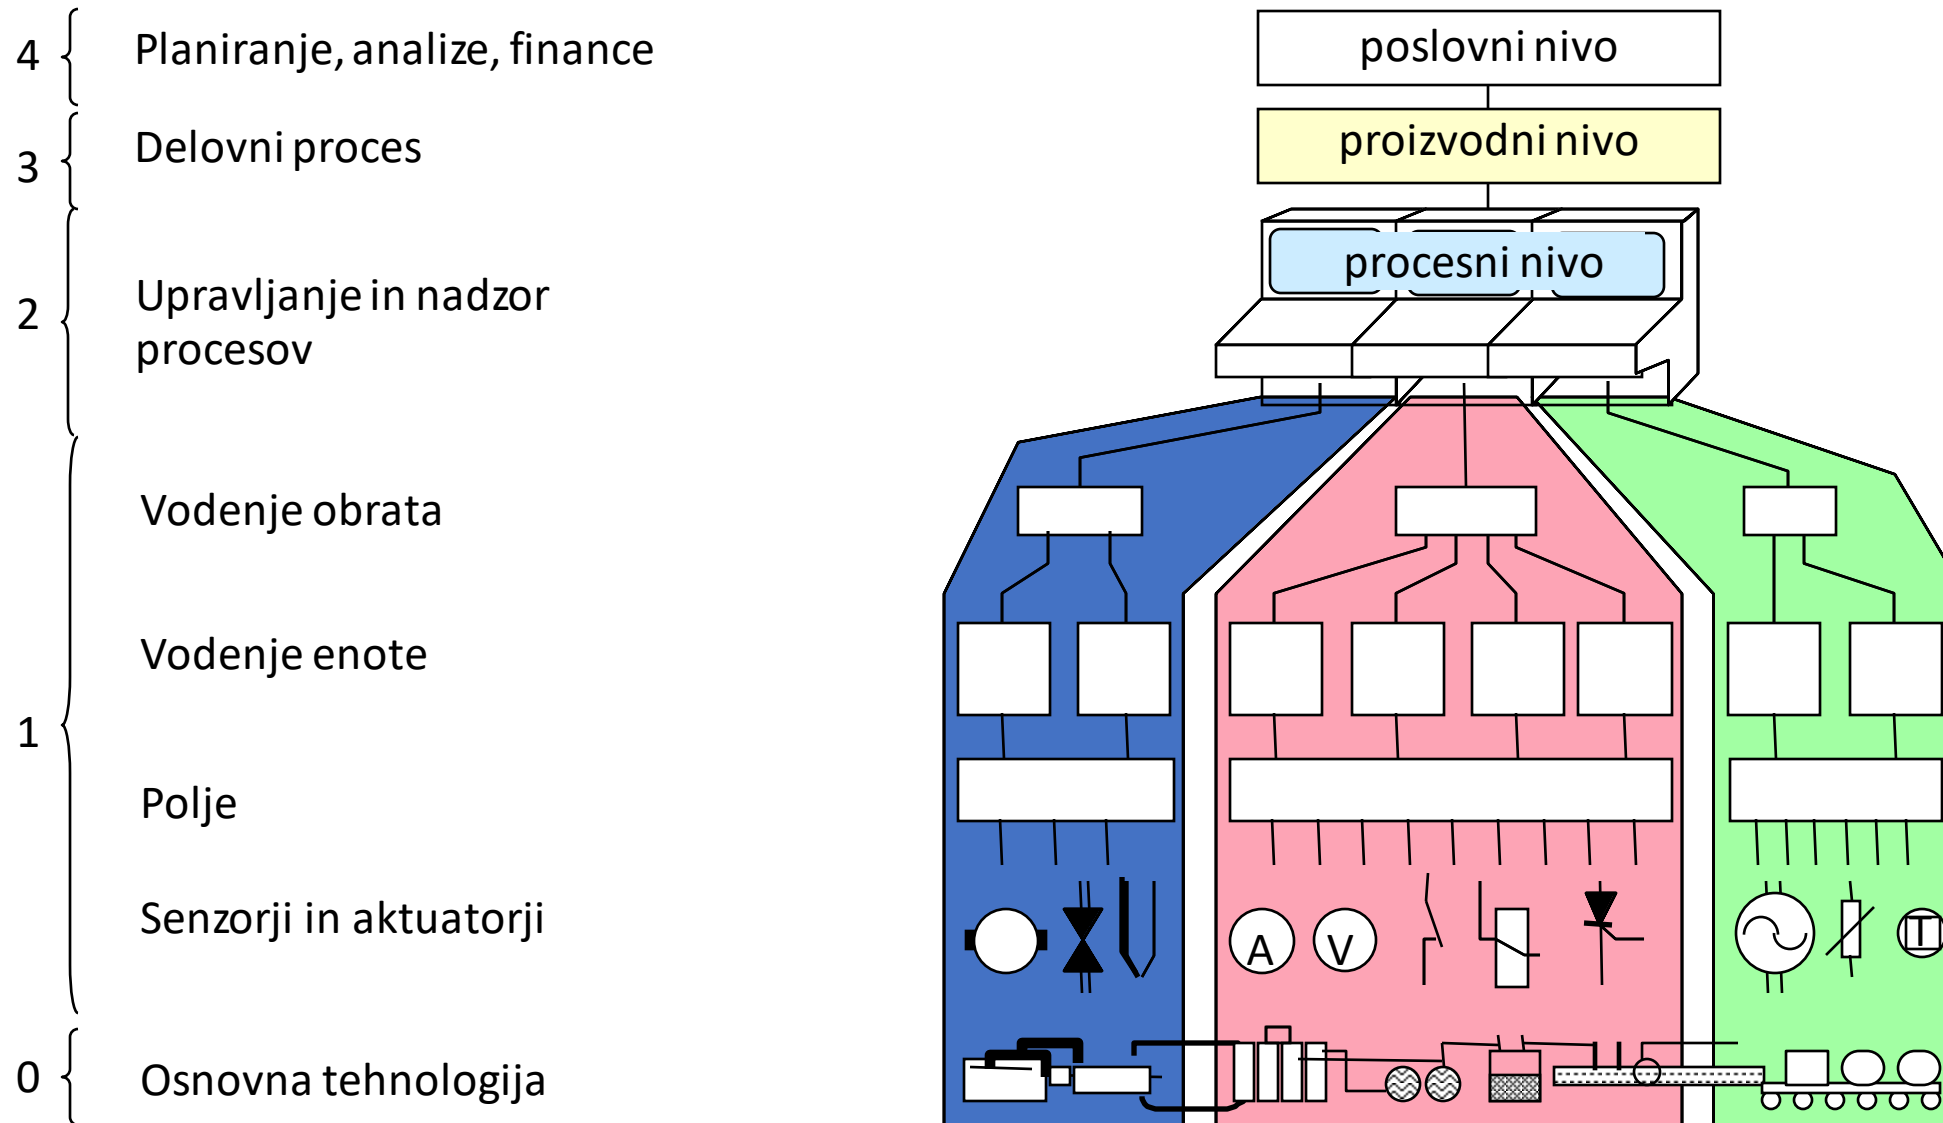 4
Planiranje, analize, finance
poslovni nivo
3
Delovni proces
proizvodni nivo
2
Upravljanje in nadzor
procesov
procesni nivo
1
Vodenje obrata
Vodenje enote
Polje
Senzorji in aktuatorji
A
V
T
0
Osnovna tehnologija